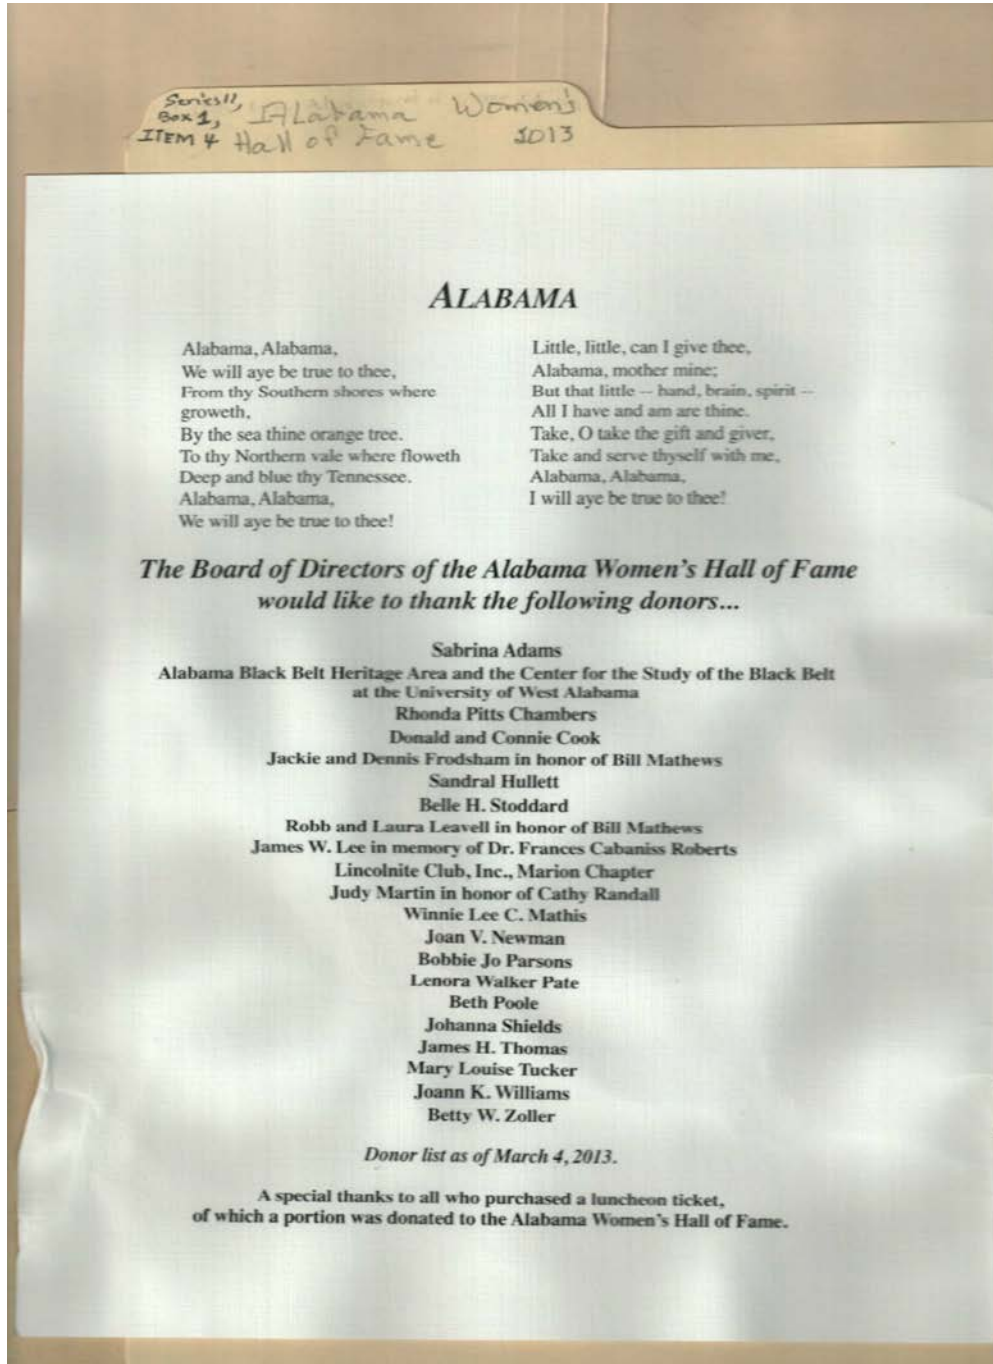 Series 11,
Box 1,
ITEM 4
Alabama Women's
Hall of Fame 2013
ALABAMA
Alabama, Alabama,
We will aye be true to thee,
From thy Southern shores where
groweth,
By the sea thine orange tree.
To thy Northern vale where floweth
Deep and blue thy Tennessee.
Alabama, Alabama,
We will aye be true to thee!
Little, little, can I give thee,
Alabama, mother mine;
But that little -- hand, brain, spirit --
All I have and am are thine.
Take, O take the gift and giver,
Take and serve thyself with me,
Alabama, Alabama,
I will aye be true to thee!
The Board of Directors of the Alabama Women's Hall of Fame
would like to thank the following donors...
Sabrina Adams
Alabama Black Belt Heritage Area and the Center for the Study of the Black Belt
at the University of West Alabama
Rhonda Pitts Chambers
Donald and Connie Cook
Jackie and Dennis Frodsham in honor of Bill Mathews
Sandral Hullett
Belle H. Stoddard
Robb and Laura Leavell in honor of Bill Mathews
James W. Lee in memory of Dr. Frances Cabaniss Roberts
Lincolnite Club, Inc., Marion Chapter
Judy Martin in honor of Cathy Randall
Winnie Lee C. Mathis
Joan V. Newman
Bobbie Jo Parsons
Lenora Walker Pate
Beth Poole
Johanna Shields
James H. Thomas
Mary Louise Tucker
Joann K. Williams
Betty W. Zoller
Donor list as of March 4, 2013.
A special thanks to all who purchased a luncheon ticket,
of which a portion was donated to the Alabama Women's Hall of Fame.